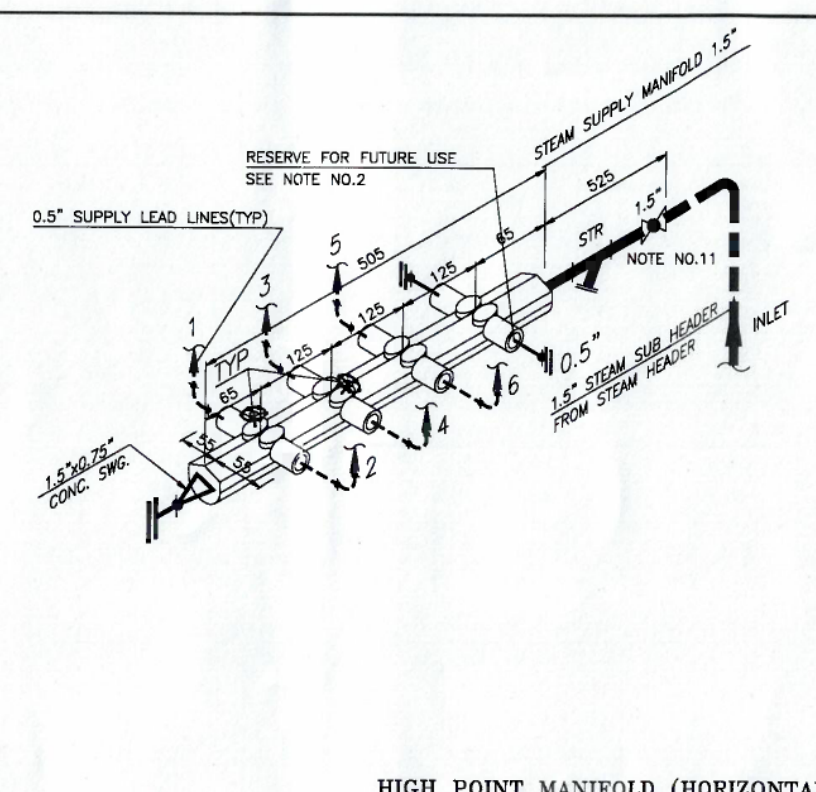 STEAM SUPPLY MANIFOLD 1.5"
RESERVE FOR FUTURE USE
SEE NOTE NO.2
525
1.5"
0.5" SUPPLY LEAD LINES(TYP)
505
STR
NOTE NO.11
65
5
125
3
125
1
125
TYP
65
INLET
0.5"
1.5" STEAM SUB HEADER
FROM STEAM HEADER
6
4
2
55
55
1.5"x0.75"
CONC. SWG.
HIGH POINT MANIFOLD (HORIZONTA